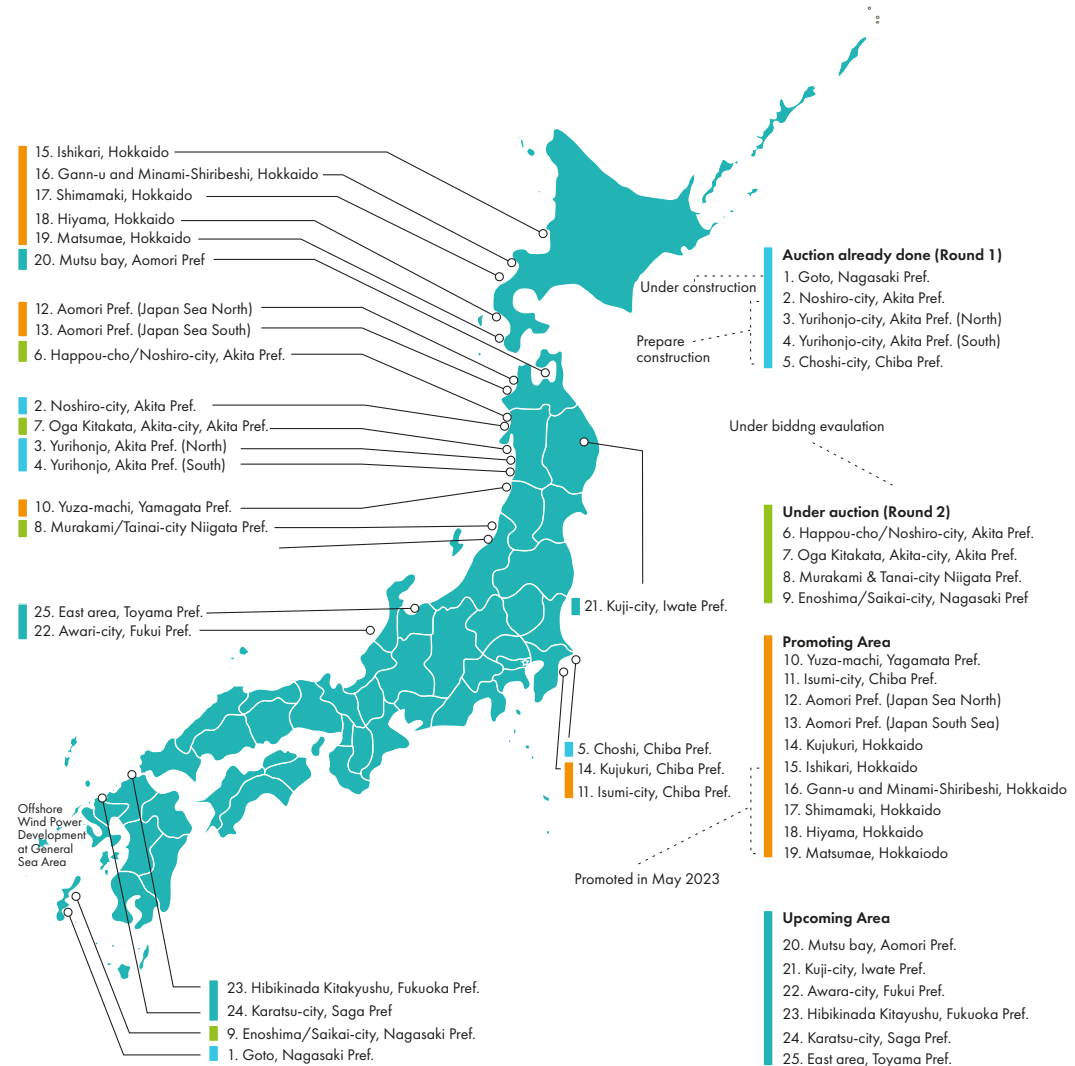 15. Ishikari, Hokkaido
16. Gann-u and Minami-Shiribeshi, Hokkaido
17. Shimamaki, Hokkaido
18. Hiyama, Hokkaido
19. Matsumae, Hokkaido
20. Mutsu bay, Aomori Pref
12. Aomori Pref. (Japan Sea North)
13. Aomori Pref. (Japan Sea South)
6. Happou-cho/Noshiro-city, Akita Pref.
2. Noshiro-city, Akita Pref.
7. Oga Kitakata, Akita-city, Akita Pref.
3. Yurihonjo, Akita Pref. (North)
4. Yurihonjo, Akita Pref. (South)
10. Yuza-machi, Yamagata Pref.
8. Murakami/Tainai-city Niigata Pref.
25. East area, Toyama Pref.
22. Awari-city, Fukui Pref.
Offshore
Wind Power
Development
at General
Sea Area
23. Hibikinada Kitakyushu, Fukuoka Pref.
24. Karatsu-city, Saga Pref
9. Enoshima/Saikai-city, Nagasaki Pref.
1. Goto, Nagasaki Pref.
21. Kuji-city, Iwate Pref.
5. Choshi, Chiba Pref.
14. Kujukuri, Chiba Pref.
11. Isumi-city, Chiba Pref.
Under construction
Prepare
construction
Auction already done (Round 1)
1. Goto, Nagasaki Pref.
2. Noshiro-city, Akita Pref.
3. Yurihonjo-city, Akita Pref. (North)
4. Yurihonjo-city, Akita Pref. (South)
5. Choshi-city, Chiba Pref.
Under biddng evaulation
Under auction (Round 2)
6. Happou-cho/Noshiro-city, Akita Pref.
7. Oga Kitakata, Akita-city, Akita Pref.
8. Murakami & Tanai-city Niigata Pref.
9. Enoshima/Saikai-city, Nagasaki Pref
Promoting Area
10. Yuza-machi, Yagamata Pref.
11. Isumi-city, Chiba Pref.
12. Aomori Pref. (Japan Sea North)
13. Aomori Pref. (Japan South Sea)
14. Kujukuri, Hokkaido
15. Ishikari, Hokkaido
16. Gann-u and Minami-Shiribeshi, Hokkaido
17. Shimamaki, Hokkaido
18. Hiyama, Hokkaido
19. Matsumae, Hokkaiodo
Promoted in May 2023
Upcoming Area
20. Mutsu bay, Aomori Pref.
21. Kuji-city, Iwate Pref.
22. Awara-city, Fukui Pref.
23. Hibikinada Kitayushu, Fukuoka Pref.
24. Karatsu-city, Saga Pref.
25. East area, Toyama Pref.